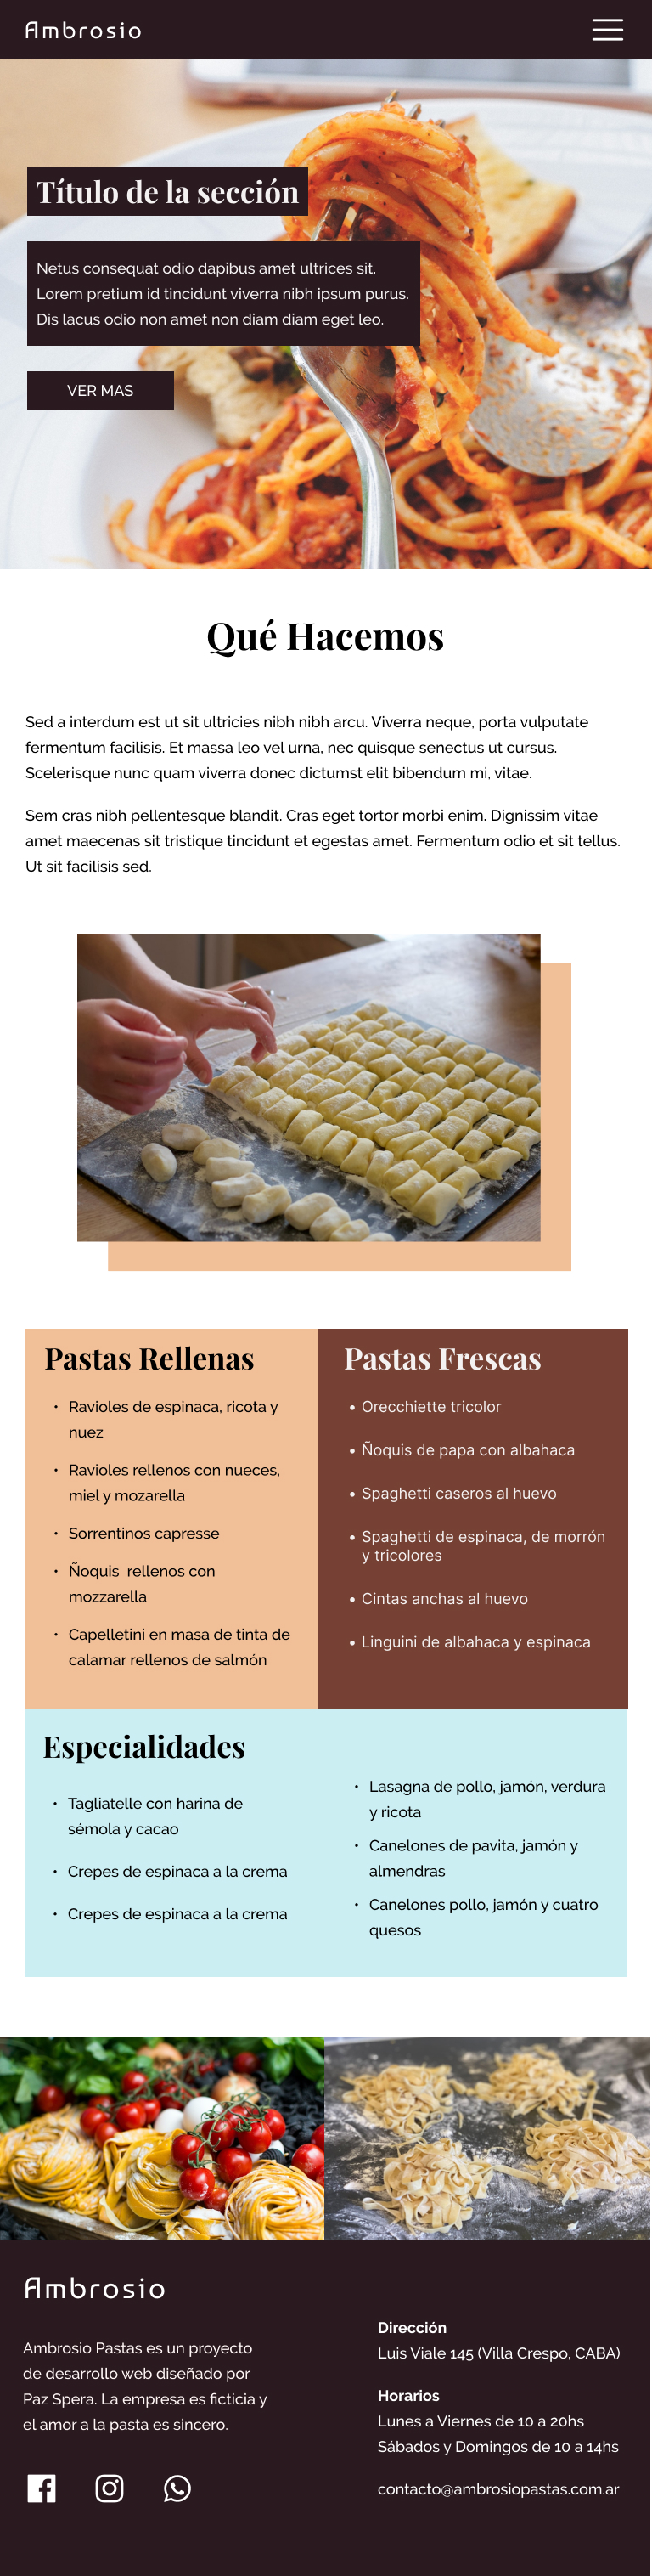 Ambrosio
Título de la sección
Netus consequat odio dapibus amet ultrices sit.
Lorem pretium id tincidunt viverra nibh ipsum purus.
Dis lacus odio non amet non diam diam eget leo.
VER MAS
Qué Hacemos
Sed a interdum est ut sit ultricies nibh nibh arcu. Viverra neque, porta vulputate
fermentum facilisis. Et massa leo vel urna, nec quisque senectus ut cursus.
Scelerisque nunc quam viverra donec dictumst elit bibendum mi, vitae.
Sem cras nibh pellentesque blandit. Cras eget tortor morbi enim. Dignissim vitae
amet maecenas sit tristique tincidunt et egestas amet. Fermentum odio et sit tellus.
Ut sit facilisis sed.
Pastas Rellenas
• Ravioles de espinaca, ricota y
nuez
• Ravioles rellenos con nueces,
miel y mozarella
• Sorrentinos capresse
• Ñoquis  rellenos con
mozzarella
• Capelletini en masa de tinta de
calamar rellenos de salmón
Pastas Frescas
• Orecchiette tricolor
• Ñoquis de papa con albahaca
• Spaghetti caseros al huevo
• Spaghetti de espinaca, de morrón
y tricolores
• Cintas anchas al huevo
• Linguini de albahaca y espinaca
Especialidades
• Tagliatelle con harina de
sémola y cacao
• Crepes de espinaca a la crema
• Crepes de espinaca a la crema
• Lasagna de pollo, jamón, verdura
y ricota
• Canelones de pavita, jamón y
almendras
• Canelones pollo, jamón y cuatro
quesos
Ambrosio
Ambrosio Pastas es un proyecto
de desarrollo web diseñado por
Paz Spera. La empresa es ficticia y
el amor a la pasta es sincero.
Dirección
Luis Viale 145 (Villa Crespo, CABA)
Horarios
Lunes a Viernes de 10 a 20hs
Sábados y Domingos de 10 a 14hs
contacto@ambrosiopastas.com.ar